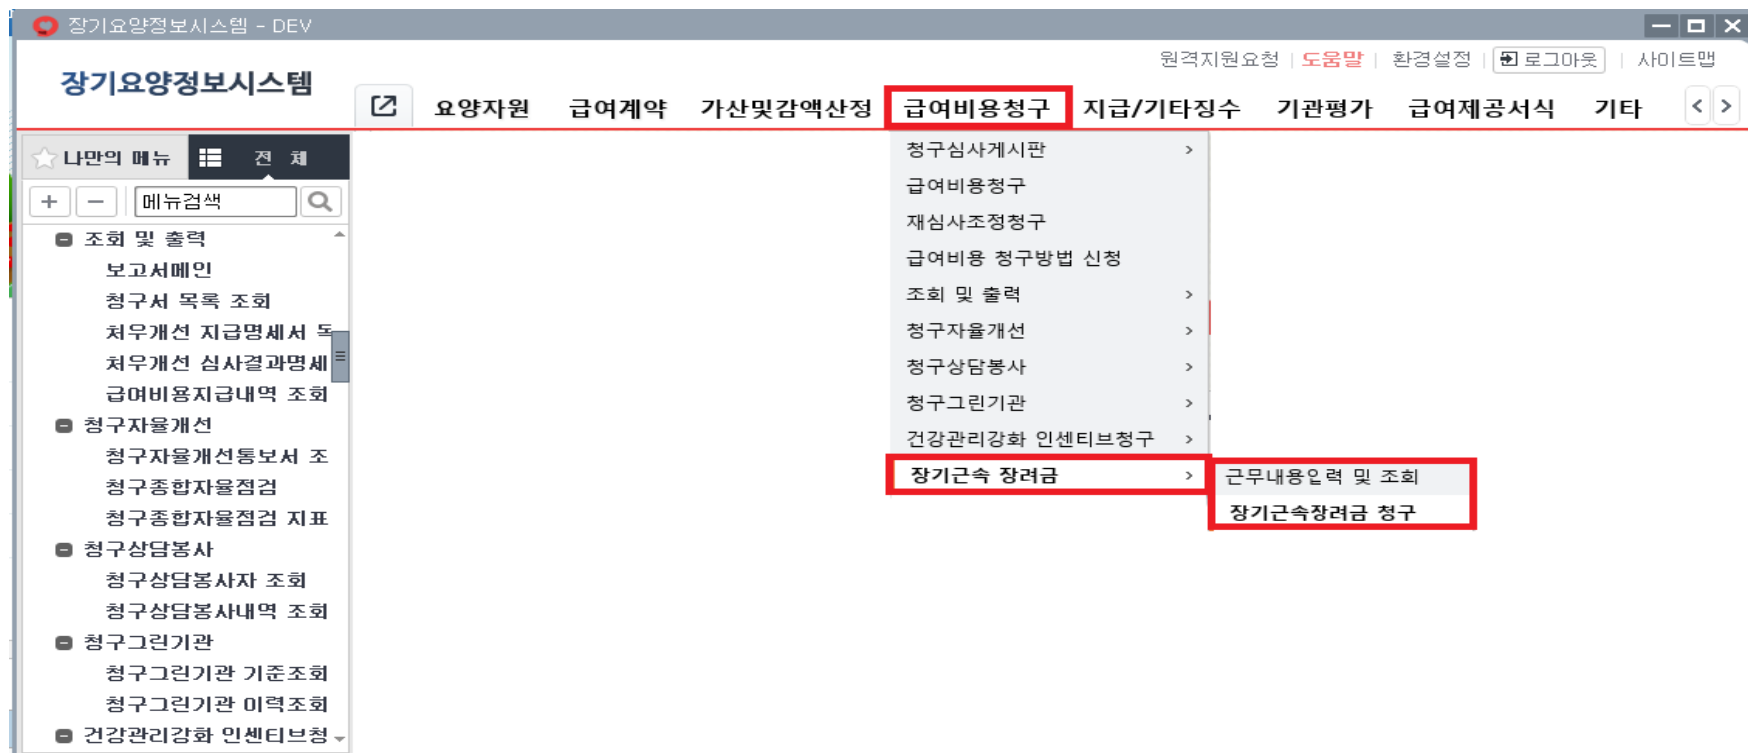 장기요양정보시스템 - DEV
원격지원요청 | 도움말 | 환경설정 | 로그아웃 | 사이트맵
장기요양정보시스템
요양자원 급여계약 가산및감액산정 급여비용청구 지급/기타징수 기관평가 급여제공서식 기타 < >
나만의 메뉴 전 체
+ - 메뉴검색
조회 및 출력
보고서메인
청구서 목록 조회
처우개선 지급명세서
처우개선 심사결과명세
급여비용지급내역 조회
청구자율개선
청구자율개선통보서 조
청구종합자율점검
청구종합자율점검 지표
청구상담봉사
청구상담봉사자 조회
청구상담봉사내역 조회
청구그린기관
청구그린기관 기준조회
청구그린기관 이력조회
건강관리강화 인센티브청
청구심사게시판 >
급여비용청구
재심사조정청구
급여비용 청구방법 신청
조회 및 출력 >
청구자율개선 >
청구상담봉사 >
청구그린기관 >
건강관리강화 인센티브청구 >
장기근속 장려금 >
근무내용입력 및 조회
장기근속장려금 청구